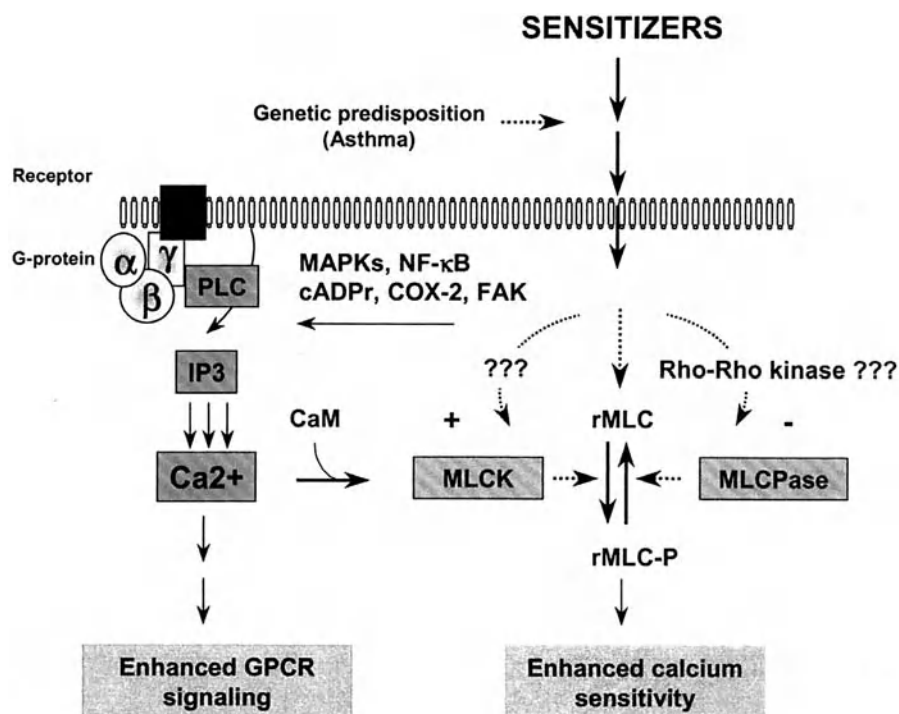 SENSITIZERS
Genetic predisposition
(Asthma)
Receptor
G-protein
α
γ
β
PLC
MAPKs, NF-κB
cADPr, COX-2, FAK
IP3
???
Rho-Rho kinase ???
CaM
+
rMLC
-
Ca2+
MLCK
MLCPase
rMLC-P
Enhanced GPCR
signaling
Enhanced calcium
sensitivity